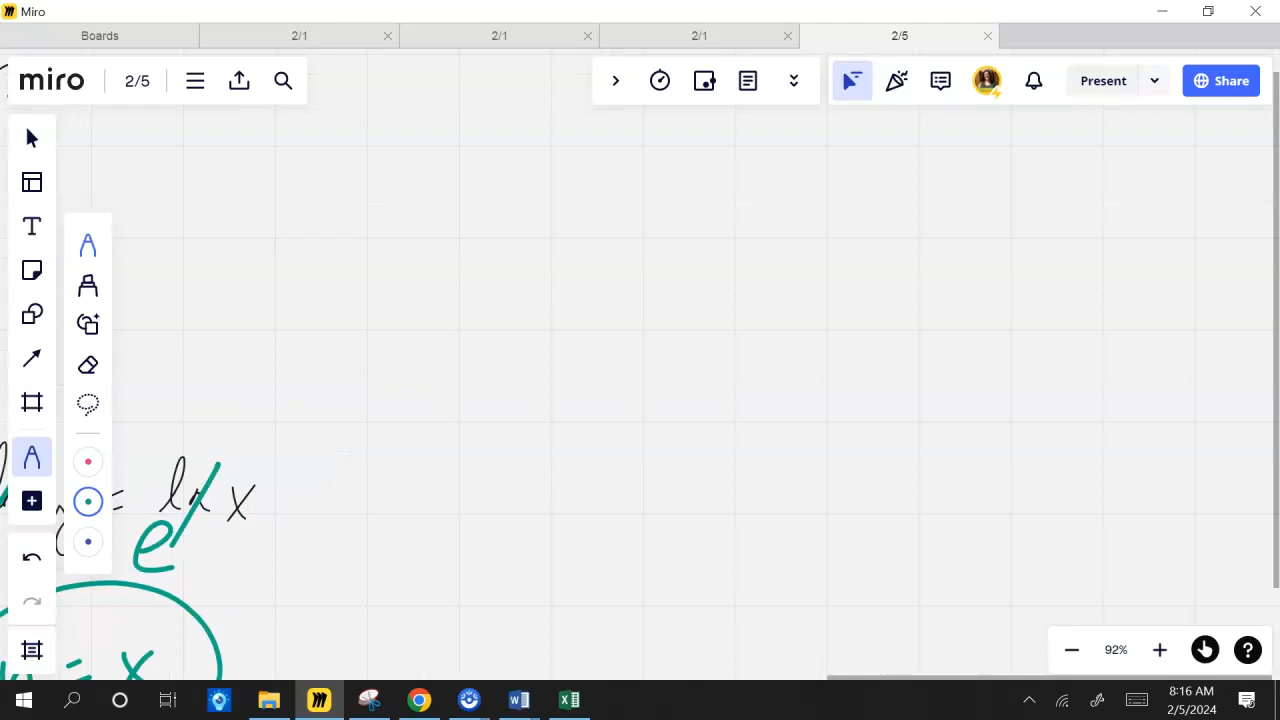 Miro
Boards 2/1 2/1 2/1 2/5
miro 2/5 Present Share
= ln x
e
= x
92%
8:16 AM
2/5/2024